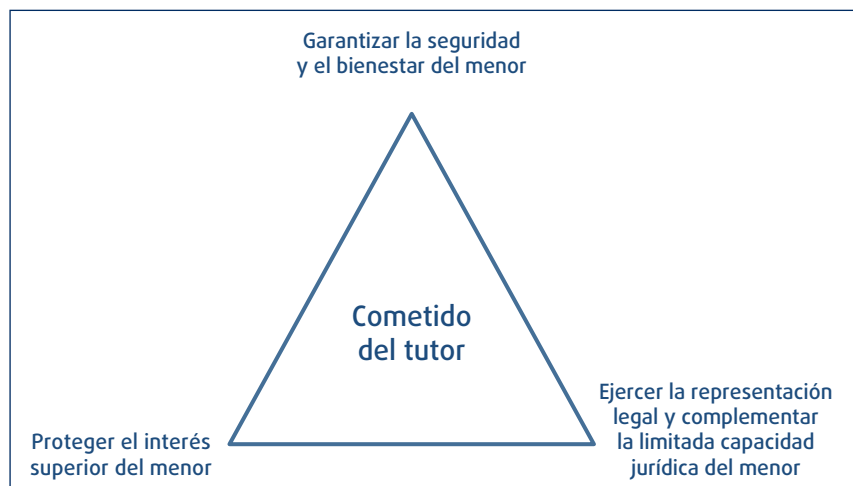 Garantizar la seguridad
y el bienestar del menor
Cometido
del tutor
Proteger el interés
superior del menor
Ejercer la representación
legal y complementar
la limitada capacidad
jurídica del menor